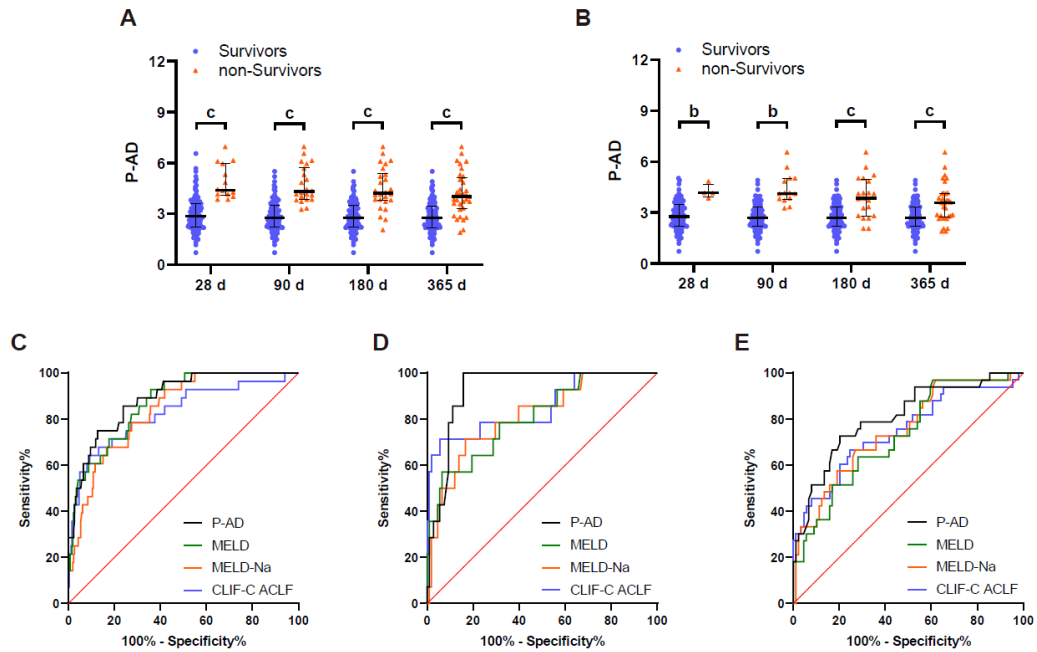 A
Survivors
non-Survivors
P-AD
12
9
6
3
0
c
c
c
c
28 d
90 d
180 d
365 d
B
Survivors
non-Survivors
P-AD
12
9
6
3
0
b
b
c
c
28 d
90 d
180 d
365 d
C
Sensitivity%
100
80
60
40
20
0
P-AD
MELD
MELD-Na
CLIF-C ACLF
0 20 40 60 80 100
100% - Specificity%
D
Sensitivity%
100
80
60
40
20
0
P-AD
MELD
MELD-Na
CLIF-C ACLF
0 20 40 60 80 100
100% - Specificity%
E
Sensitivity%
100
80
60
40
20
0
P-AD
MELD
MELD-Na
CLIF-C ACLF
0 20 40 60 80 100
100% - Specificity%